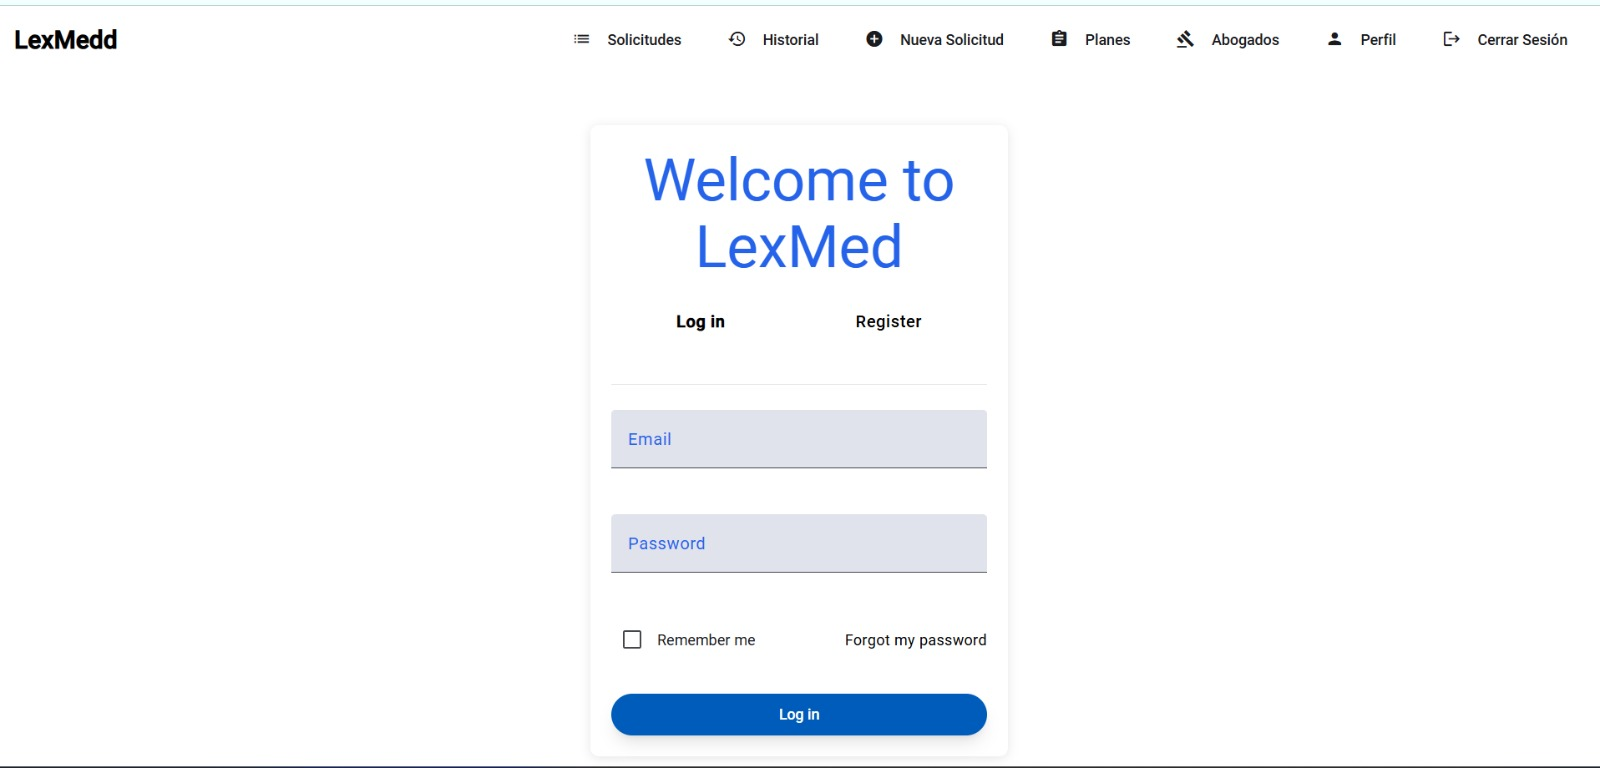 LexMedd
Solicitudes
Historial
Nueva Solicitud
Planes
Abogados
Perfil
Cerrar Sesión
Welcome to
LexMed
Log in
Register
Email
Password
Remember me
Forgot my password
Log in